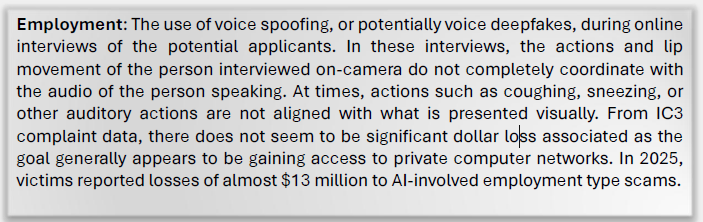 Employment: The use of voice spoofing, or potentially voice deepfakes, during online
interviews of the potential applicants. In these interviews, the actions and lip
movement of the person interviewed on-camera do not completely coordinate with
the audio of the person speaking. At times, actions such as coughing, sneezing, or
other auditory actions are not aligned with what is presented visually. From IC3
complaint data, there does not seem to be significant dollar loss associated as the
goal generally appears to be gaining access to private computer networks. In 2025,
victims reported losses of almost $13 million to AI-involved employment type scams.